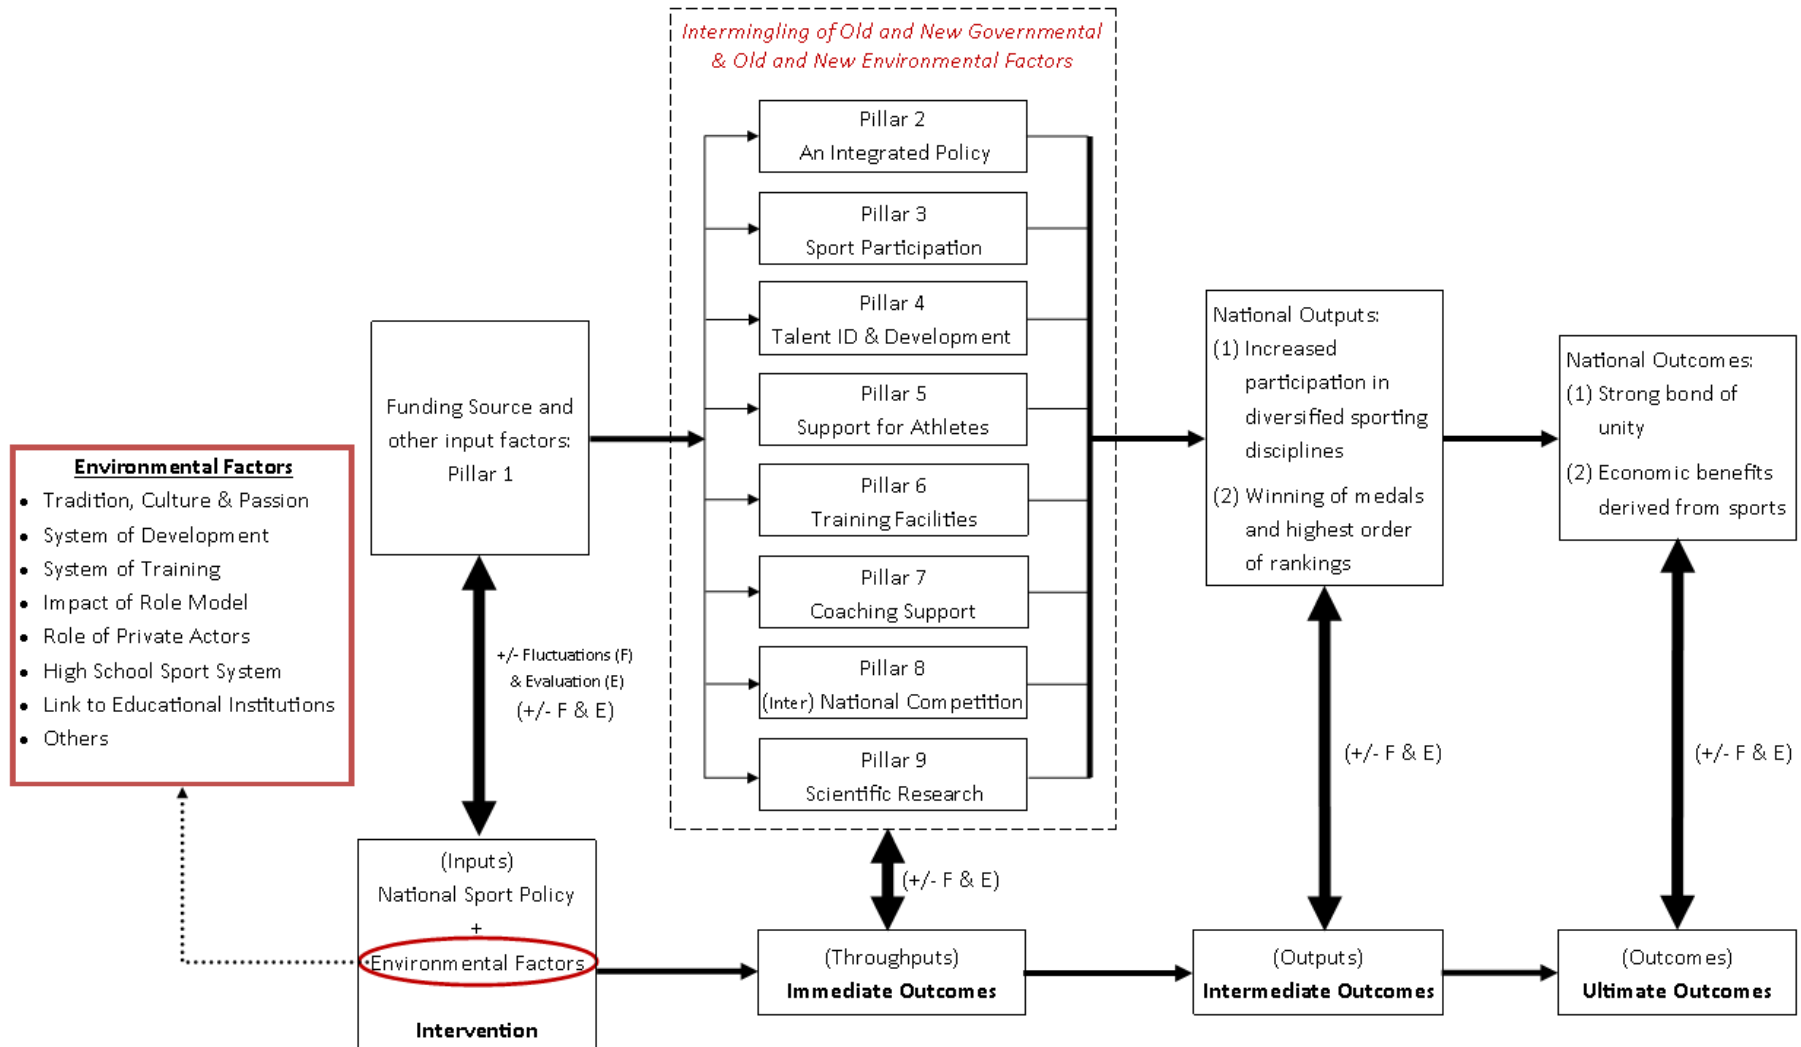 Intermingling of Old and New Governmental
& Old and New Environmental Factors
Pillar 2
An Integrated Policy
Pillar 3
Sport Participation
Pillar 4
Talent ID & Development
Pillar 5
Support for Athletes
Pillar 6
Training Facilities
Pillar 7
Coaching Support
Pillar 8
(Inter) National Competition
Pillar 9
Scientific Research
Funding Source and
other input factors:
Pillar 1
Environmental Factors
• Tradition, Culture & Passion
• System of Development
• System of Training
• Impact of Role Model
• Role of Private Actors
• High School Sport System
• Link to Educational Institutions
• Others
+/- Fluctuations (F)
& Evaluation (E)
(+/- F & E)
National Outputs:
(1) Increased
participation in
diversified sporting
disciplines
(2) Winning of medals
and highest order
of rankings
National Outcomes:
(1) Strong bond of
unity
(2) Economic benefits
derived from sports
(+/- F & E)
(+/- F & E)
(+/- F & E)
(Inputs)
National Sport Policy
+
Environmental Factors
Intervention
(Throughputs)
Immediate Outcomes
(Outputs)
Intermediate Outcomes
(Outcomes)
Ultimate Outcomes